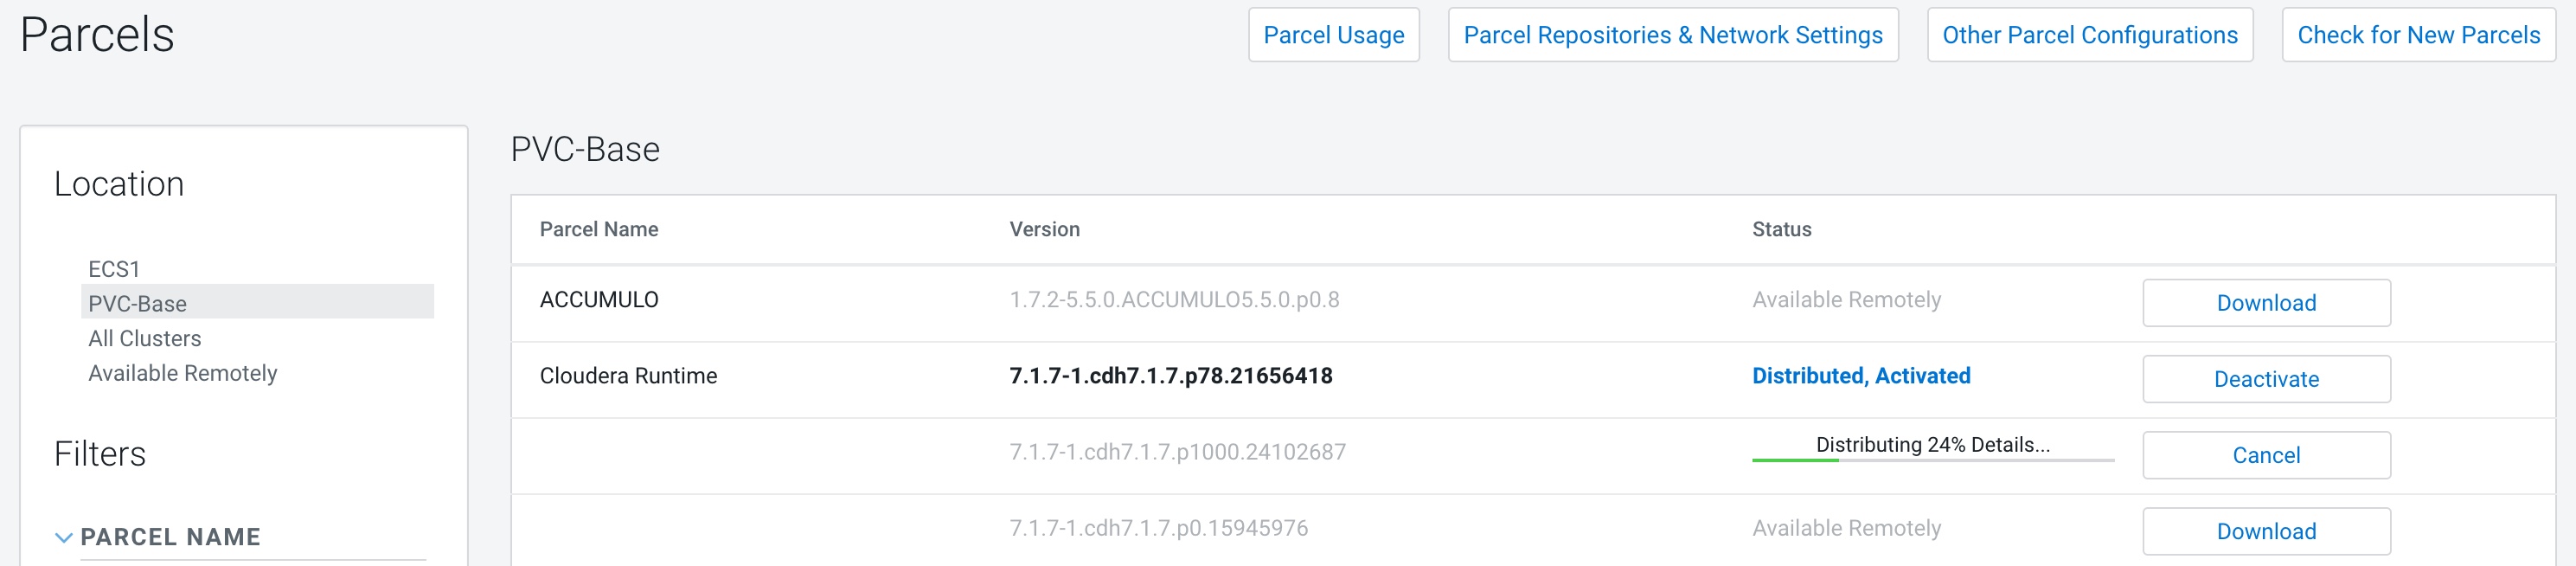 Parcels
Parcel Usage
Parcel Repositories & Network Settings
Other Parcel Configurations
Check for New Parcels
Location
ECS1
PVC-Base
All Clusters
Available Remotely
Filters
PARCEL NAME
PVC-Base
Parcel Name Version Status
ACCUMULO 1.7.2-5.5.0.ACCUMULO5.5.0.p0.8 Available Remotely Download
Cloudera Runtime 7.1.7-1.cdh7.1.7.p78.21656418 Distributed, Activated Deactivate
7.1.7-1.cdh7.1.7.p1000.24102687 Distributing 24% Details... Cancel
7.1.7-1.cdh7.1.7.p0.15945976 Available Remotely Download